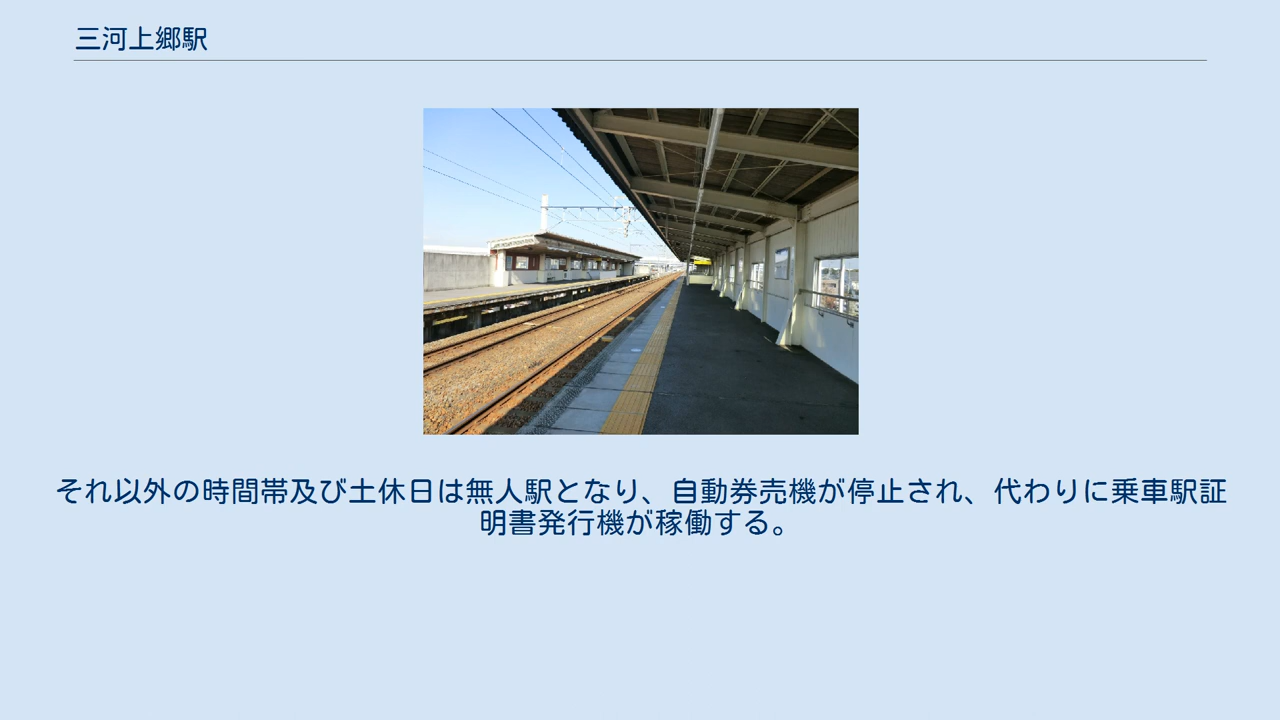 三河上郷駅
それ以外の時間帯及び土休日は無人駅となり、自動券売機が停止され、代わりに乗車駅証
明書発行機が稼働する。